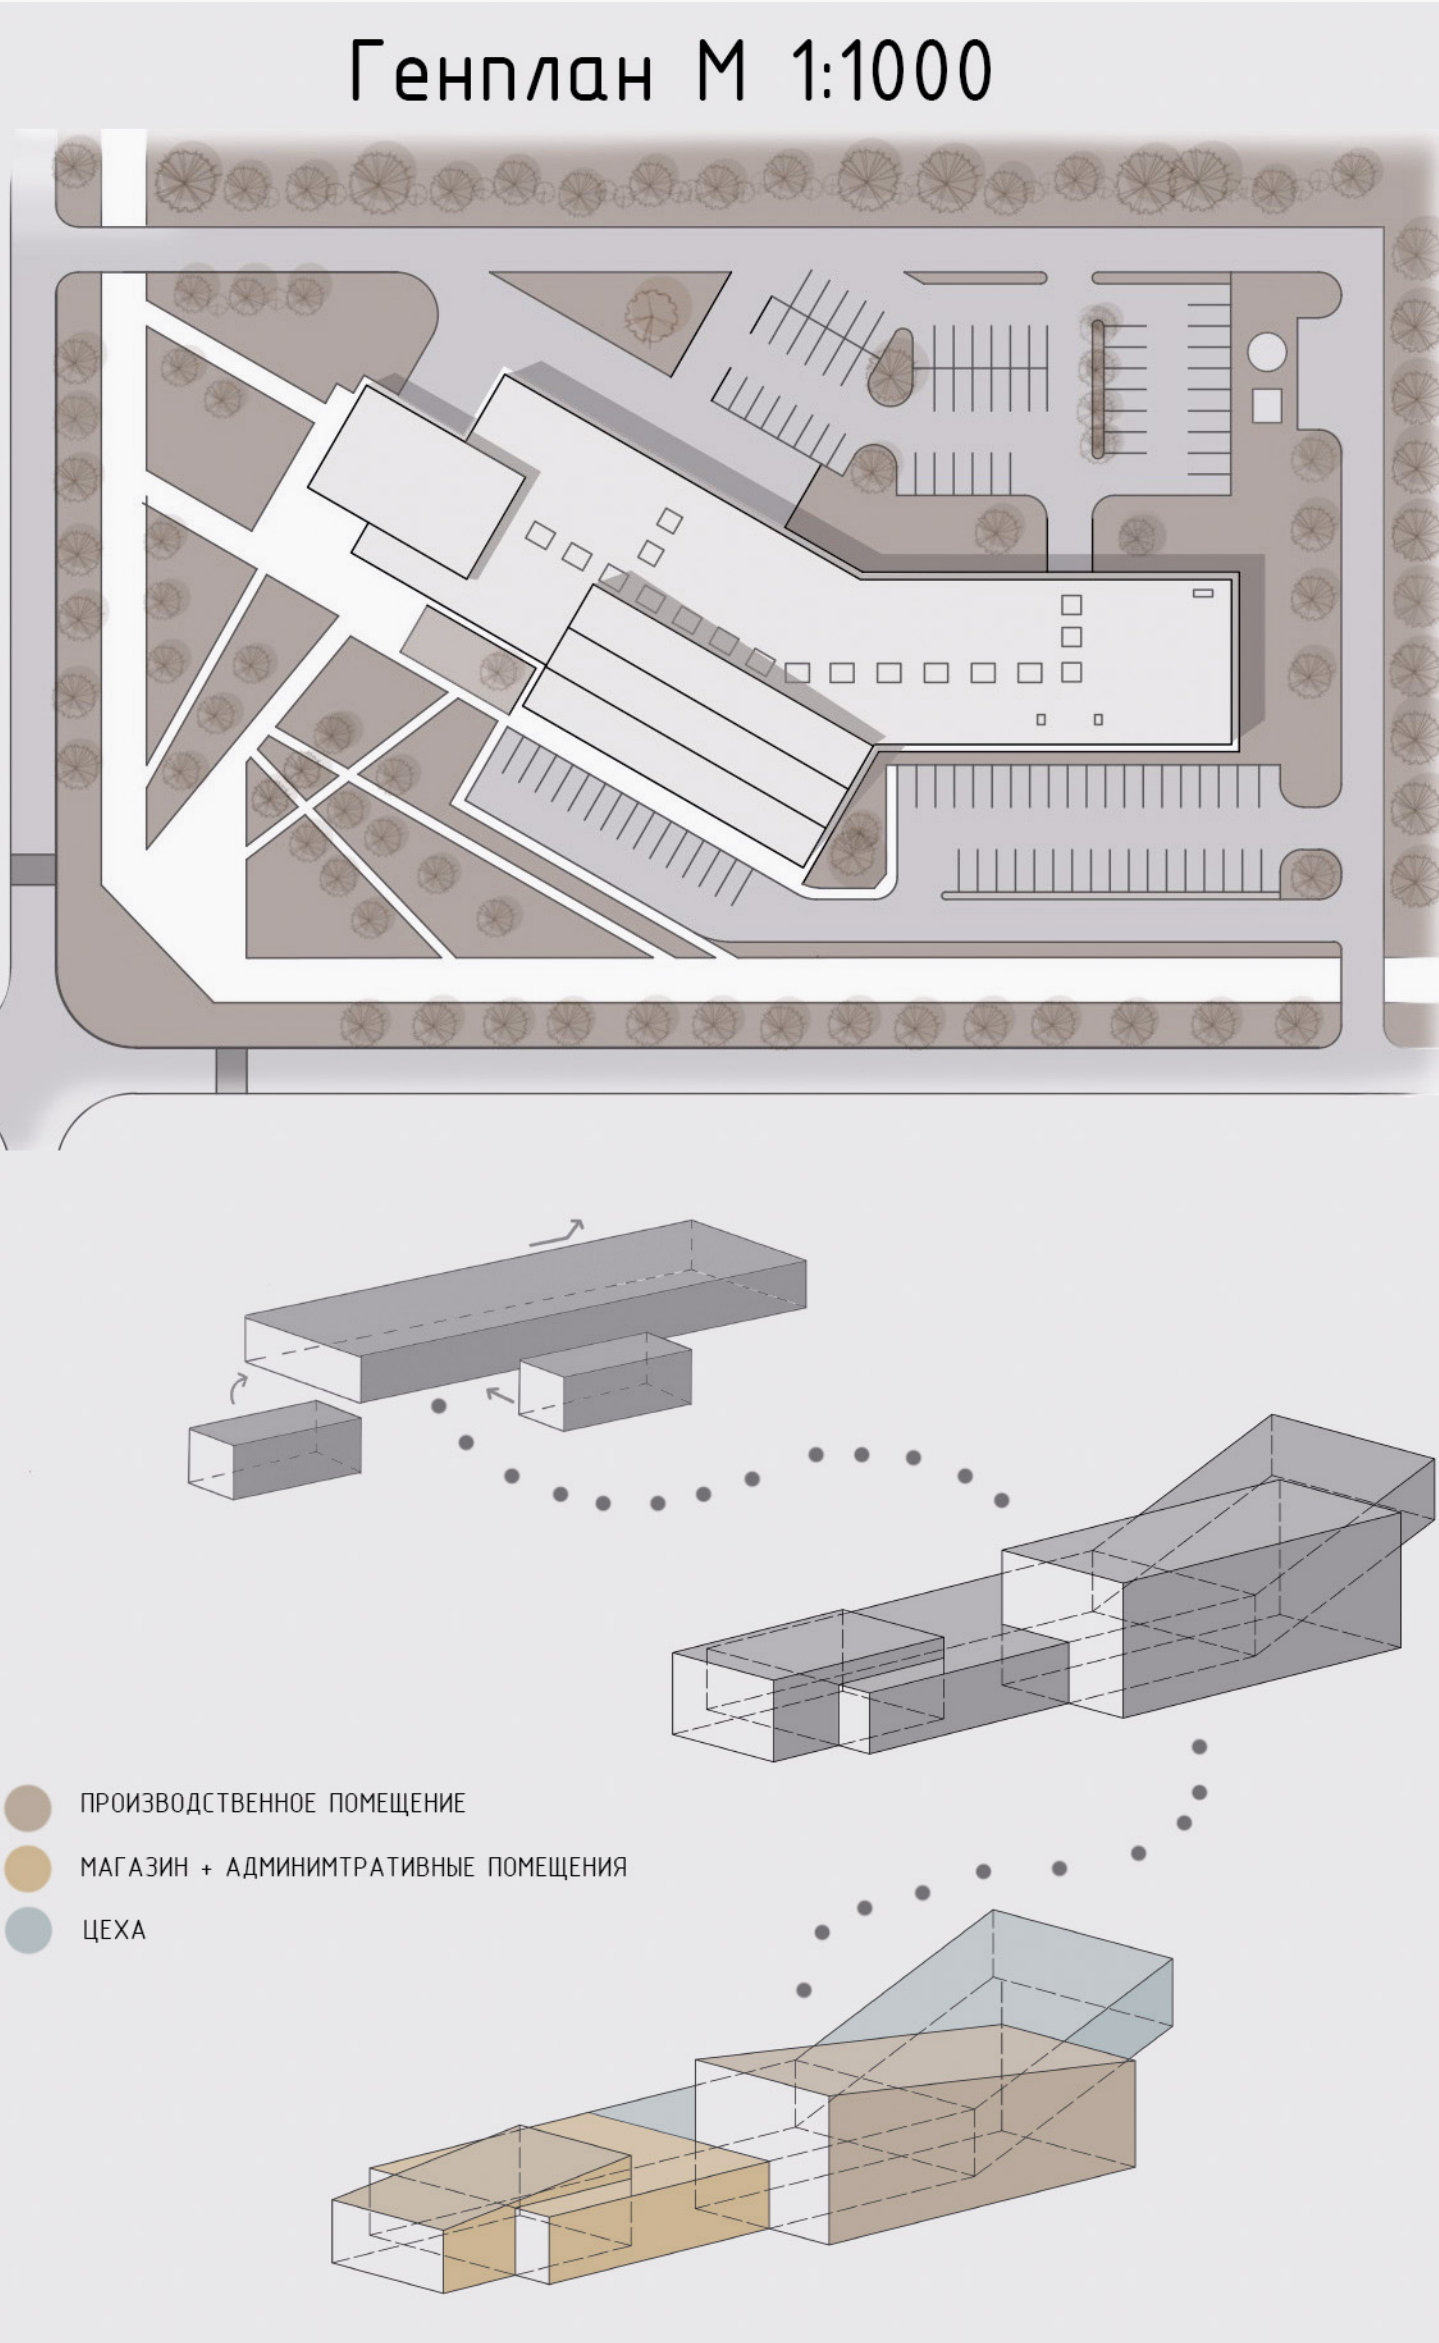 Генплан М 1:1000
ПРОИЗВОДСТВЕННОЕ ПОМЕЩЕНИЕ
МАГАЗИН + АДМИНИМТРАТИВНЫЕ ПОМЕЩЕНИЯ
ЦЕХА